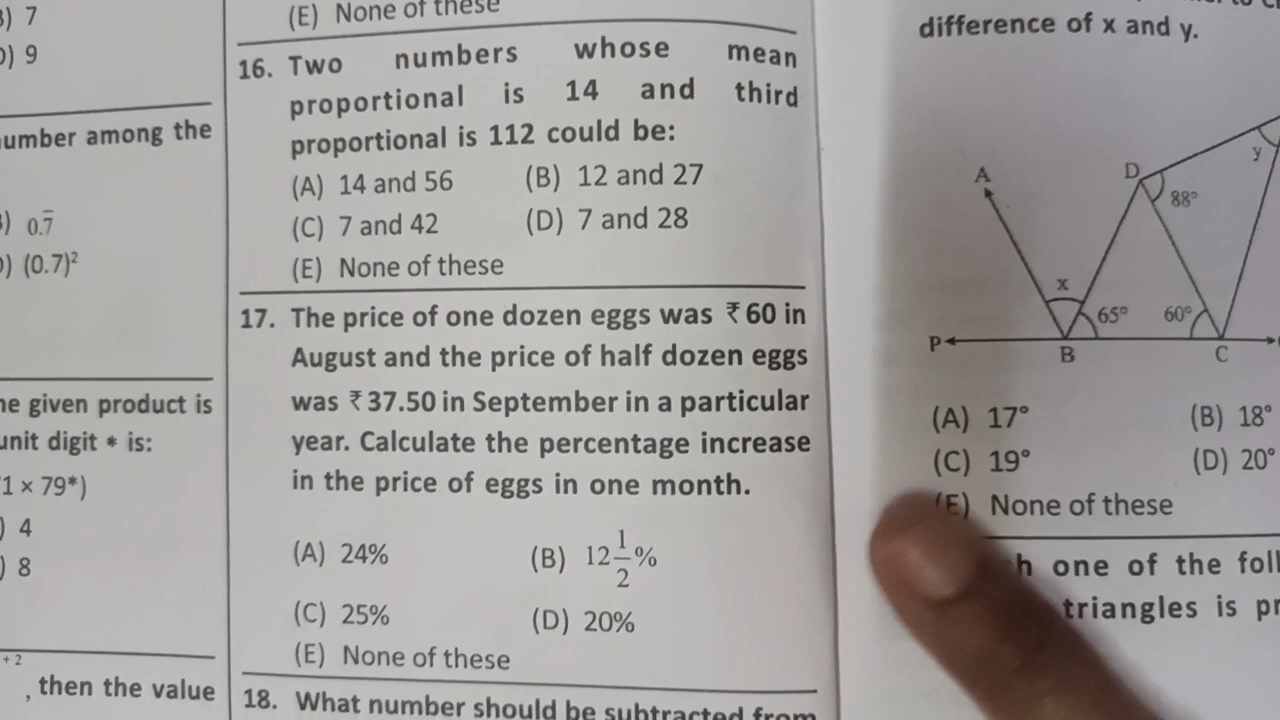 ) 7
) 9
umber among the
) 0.7̅
) (0.7)²
ne given product is
unit digit * is:
1 × 79*)
) 4
) 8
+ 2
, then the value
(E) None of these
16. Two numbers whose mean
proportional is 14 and third
proportional is 112 could be:
(A) 14 and 56 (B) 12 and 27
(C) 7 and 42 (D) 7 and 28
(E) None of these
17. The price of one dozen eggs was ₹60 in
August and the price of half dozen eggs
was ₹37.50 in September in a particular
year. Calculate the percentage increase
in the price of eggs in one month.
(A) 24% (B) 12 1/2 %
(C) 25% (D) 20%
(E) None of these
18. What number should be subtracted from
difference of x and y.
A D y
88°
x
65° 60°
P B C
(A) 17° (B) 18°
(C) 19° (D) 20°
(E) None of these
h one of the foll
triangles is pr